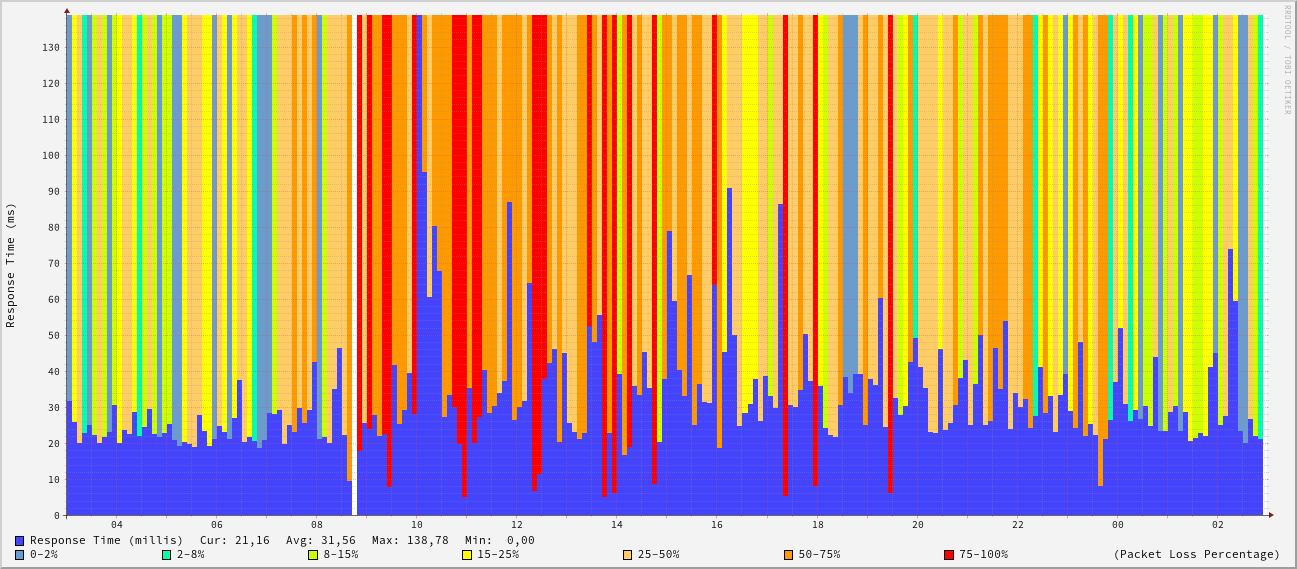 RRDTOOL / TOBI OETIKER
Response Time (ms)
130
120
110
100
90
80
70
60
50
40
30
20
10
0
04 06 08 10 12 14 16 18 20 22 00 02
Response Time (millis) Cur: 21,16 Avg: 31,56 Max: 138,78 Min: 0,00
0-2% 2-8% 8-15% 15-25% 25-50% 50-75% 75-100% (Packet Loss Percentage)